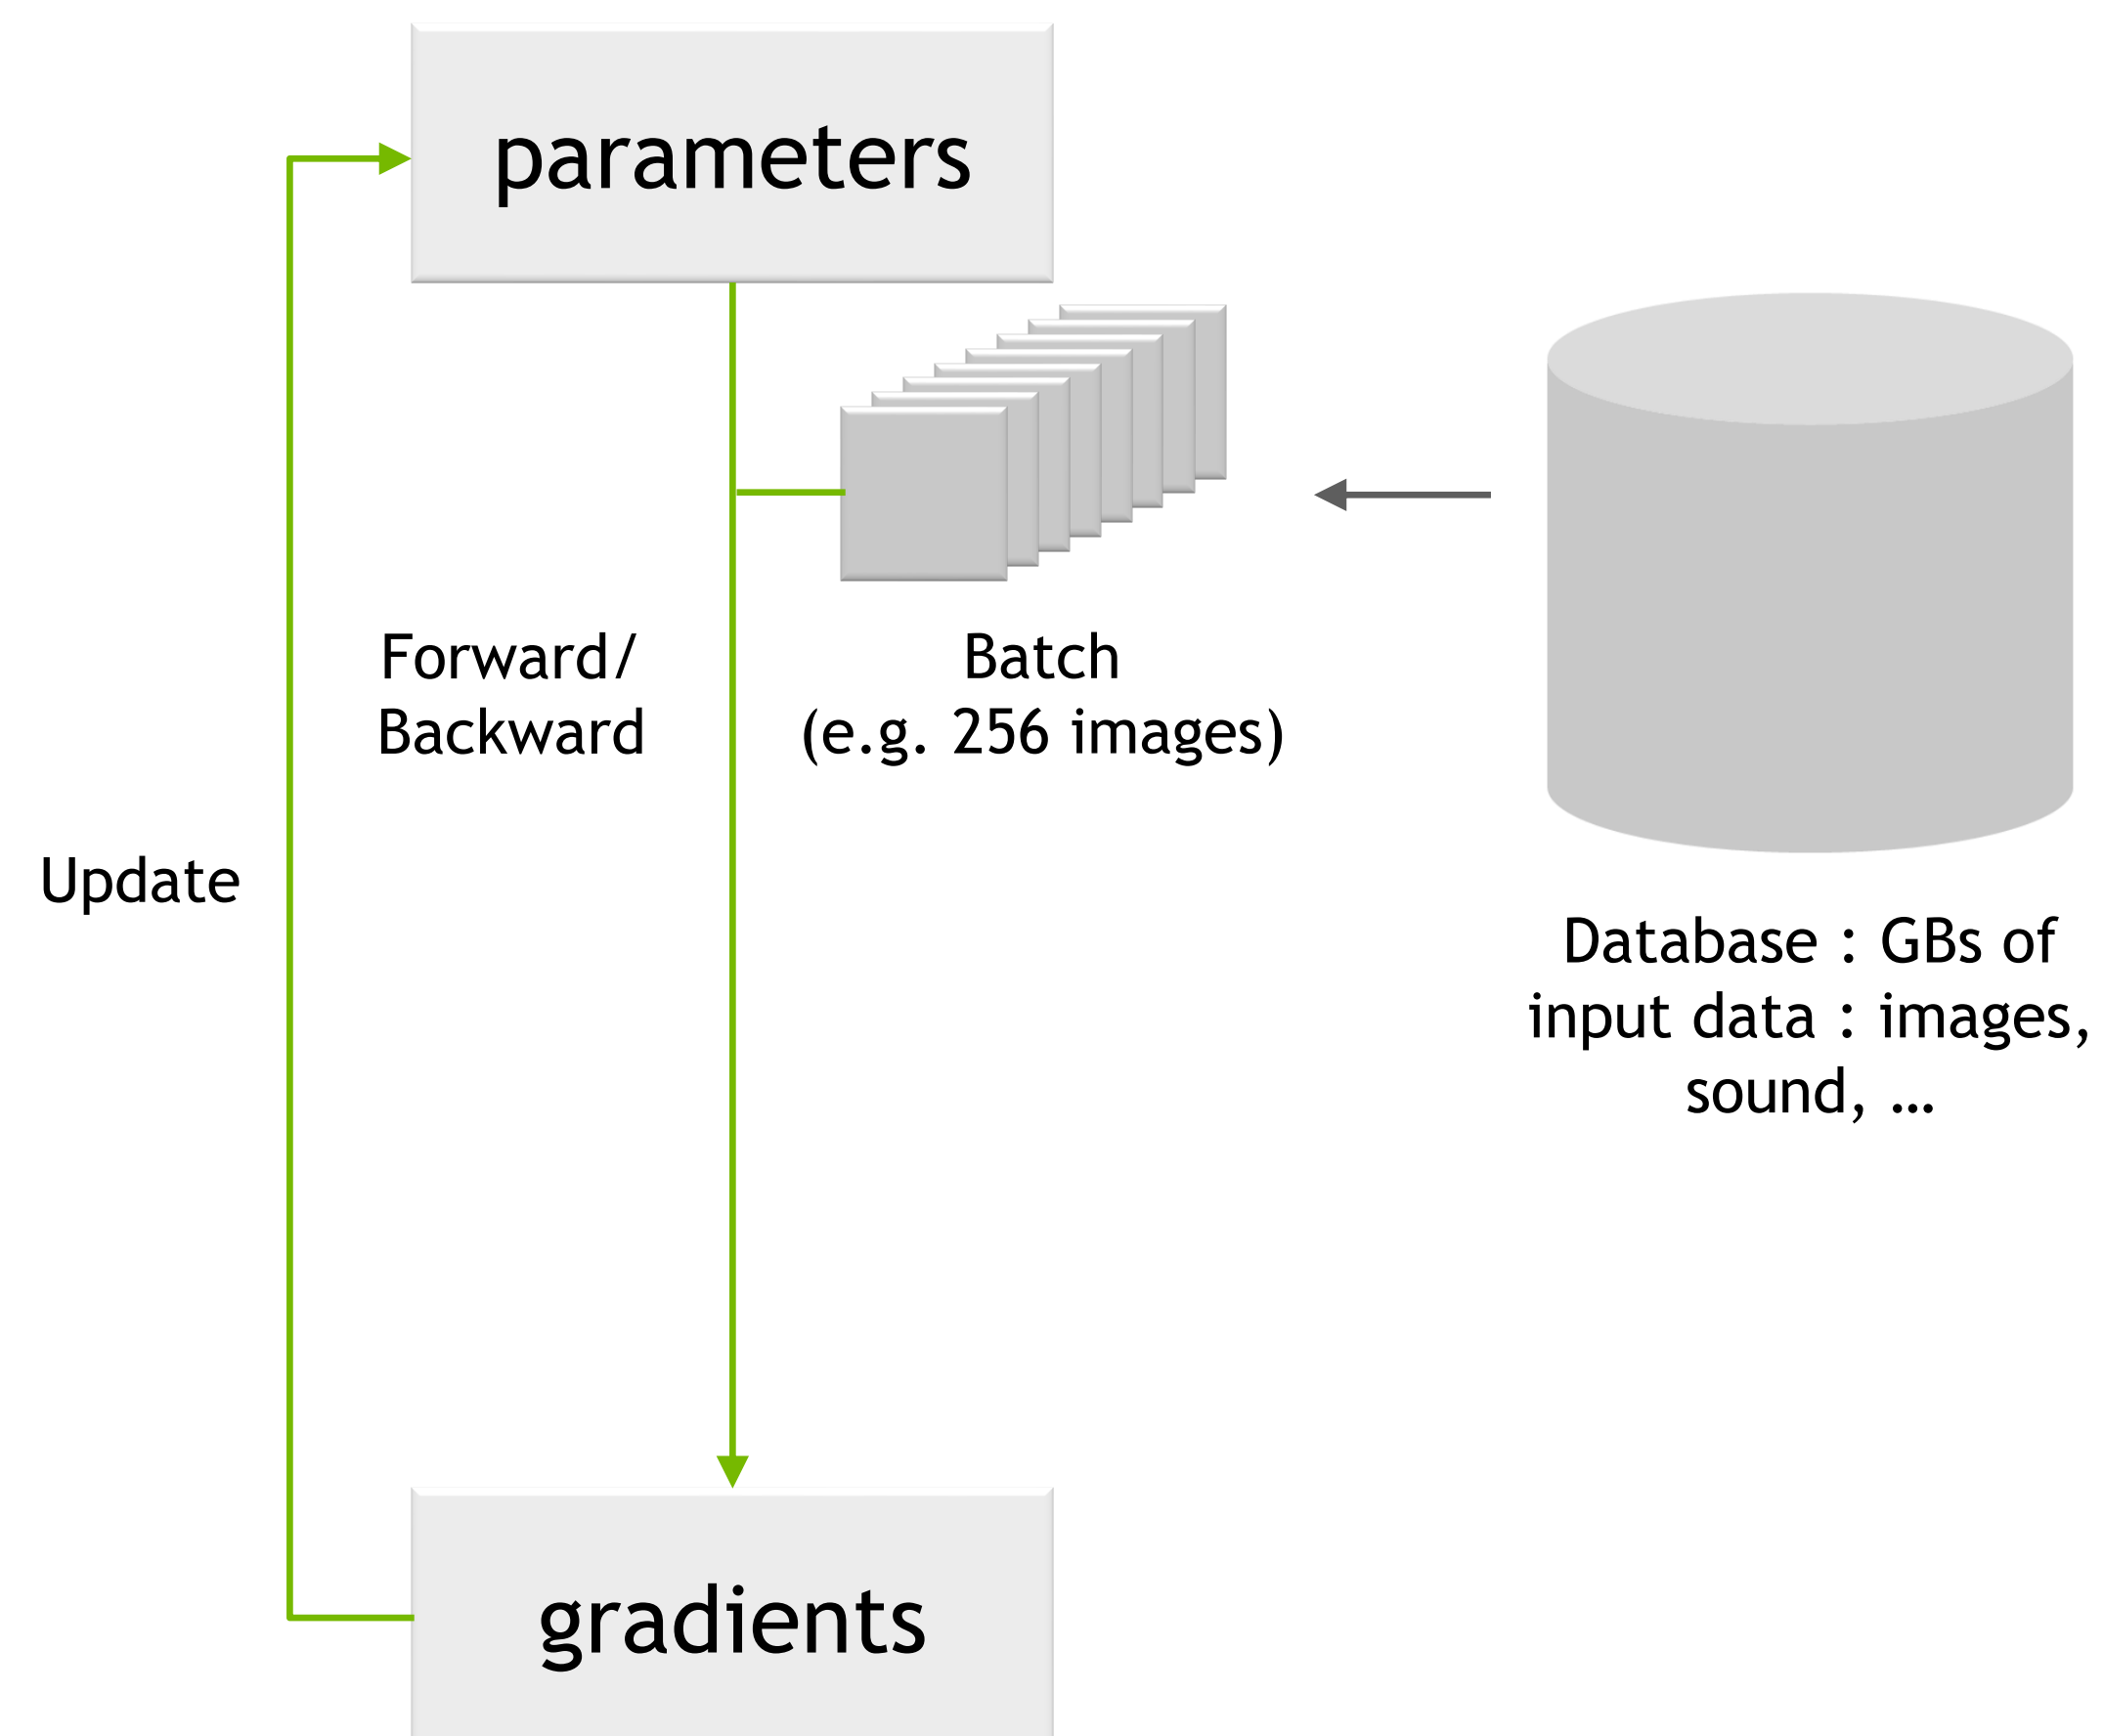 parameters
Forward/
Backward
Batch
(e.g. 256 images)
Update
Database : GBs of
input data : images,
sound, ...
gradients